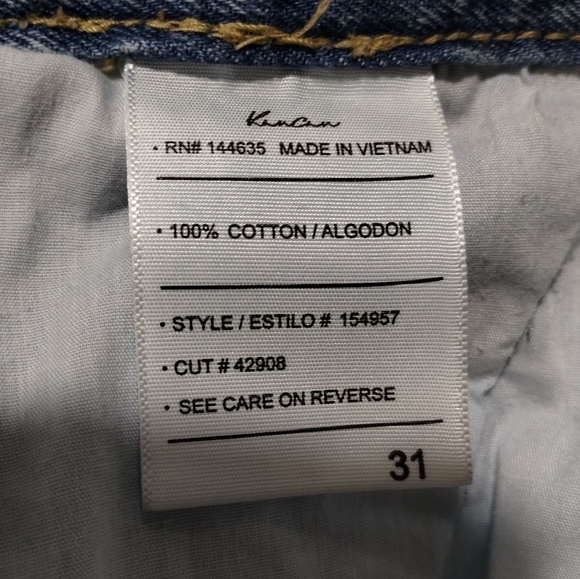 KanCan
• RN# 144635 MADE IN VIETNAM
• 100% COTTON / ALGODON
• STYLE / ESTILO # 154957
• CUT # 42908
• SEE CARE ON REVERSE
31